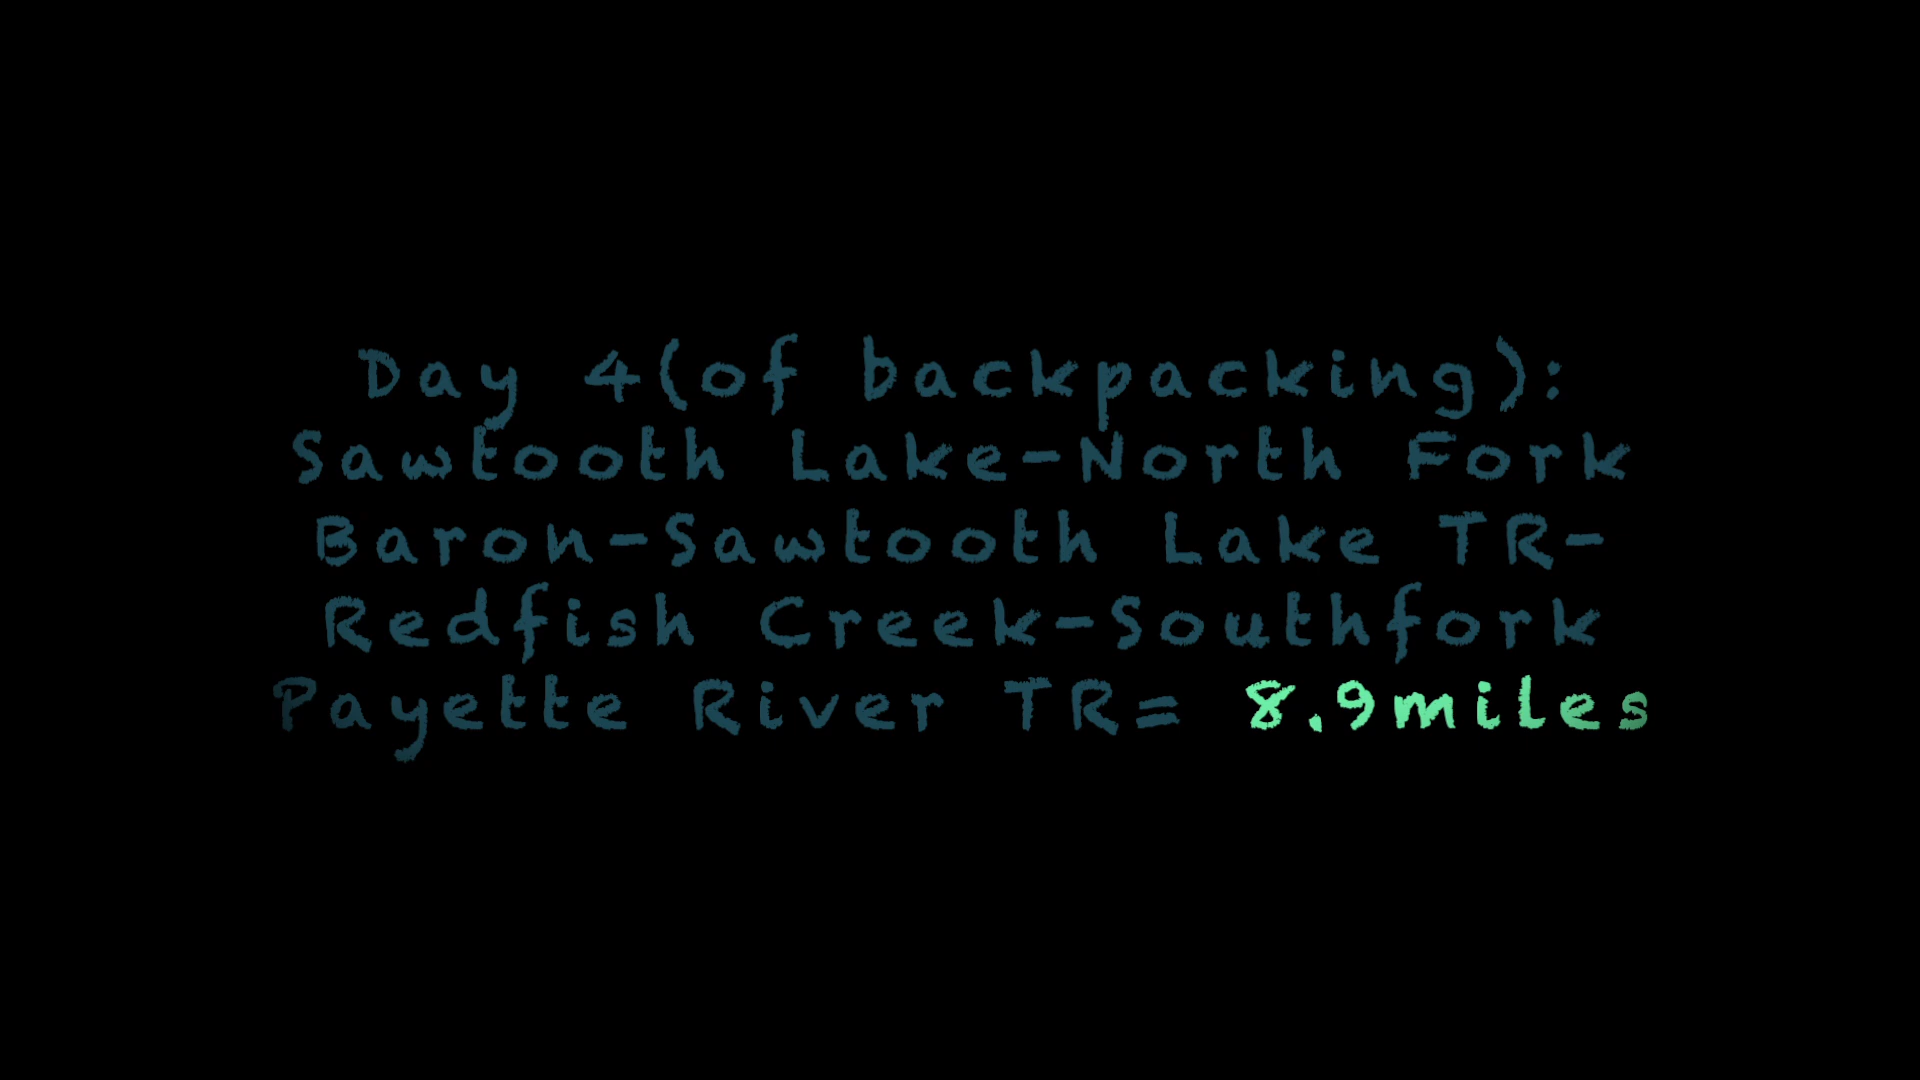 Day 4(of backpacking):
Sawtooth Lake-North Fork
Baron-Sawtooth Lake TR-
Redfish Creek-Southfork
Payette River TR= 8.9miles